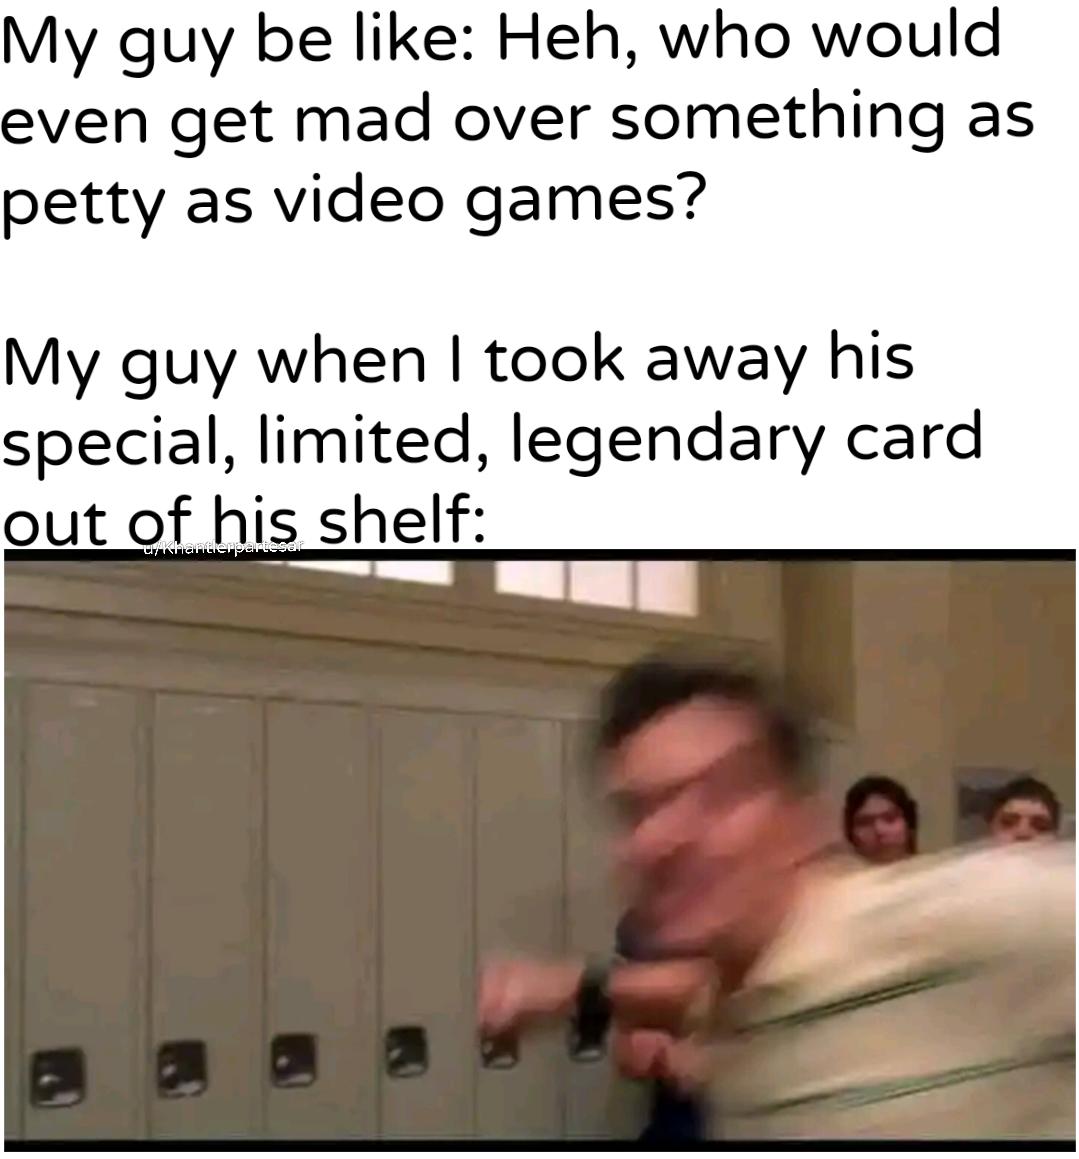 My guy be like: Heh, who would
even get mad over something as
petty as video games?
My guy when I took away his
special, limited, legendary card
out of his shelf:
u/Khantlerpartesar